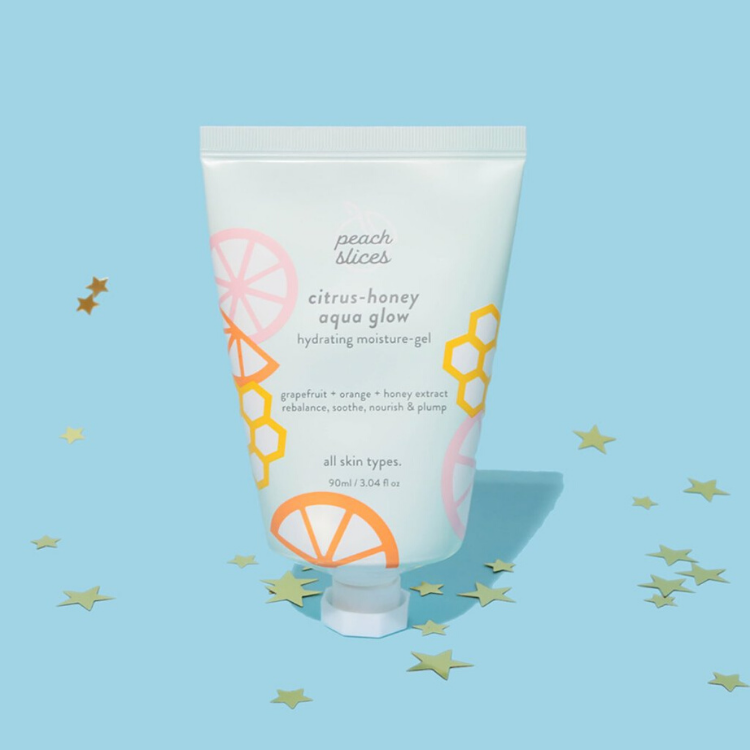 peach
slices
citrus-honey
aqua glow
hydrating moisture-gel
grapefruit + orange + honey extract
rebalance, soothe, nourish & plump
all skin types.
90ml / 3.04 fl oz